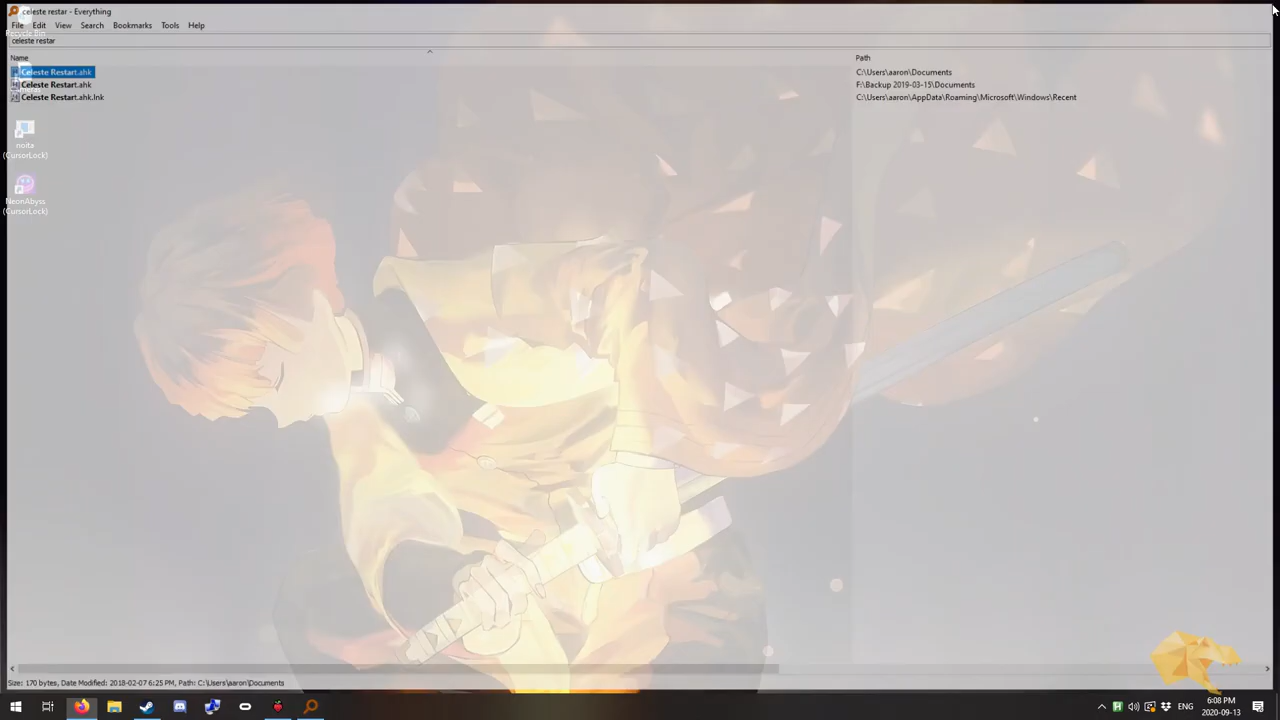 celeste restar - Everything
File Edit View Search Bookmarks Tools Help
Recycle Bin
celeste restar
Name Path
Celeste Restart.ahk C:\Users\aaron\Documents
Celeste Restart.ahk F:\Backup 2019-03-15\Documents
Celeste Restart.ahk.lnk C:\Users\aaron\AppData\Roaming\Microsoft\Windows\Recent
noita
(CursorLock)
NeonAbyss
(CursorLock)
Size: 170 bytes, Date Modified: 2018-02-07 6:25 PM, Path: C:\Users\aaron\Documents
ENG
6:08 PM
2020-09-13